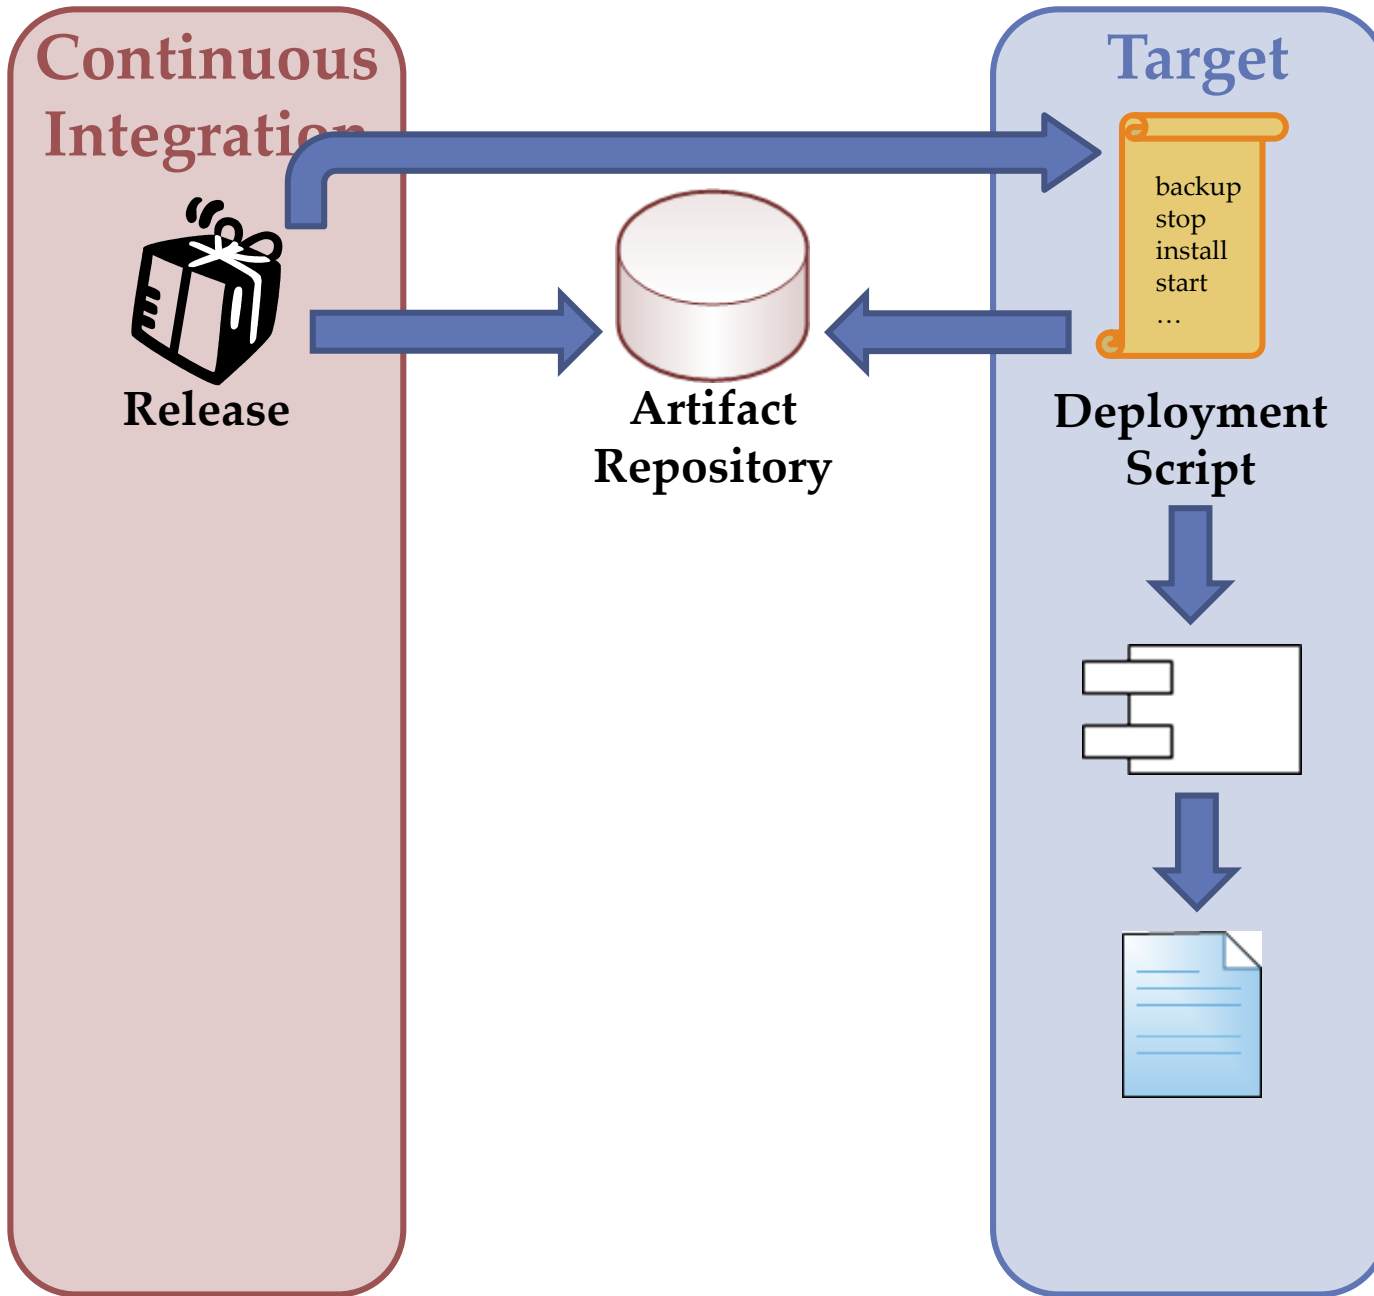 Continuous
Integration
Target
backup
stop
install
start
…
Release
Artifact
Repository
Deployment
Script